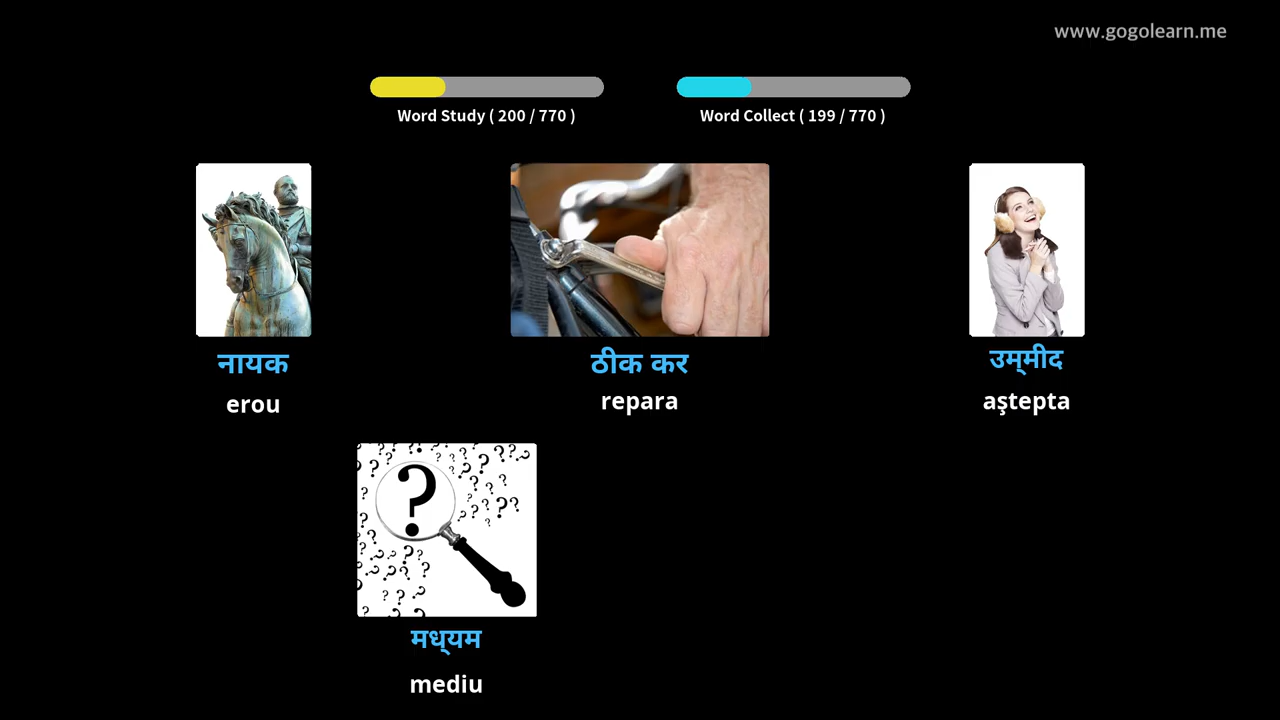 www.gogolearn.me
Word Study ( 200 / 770 )
Word Collect ( 199 / 770 )
नायक
erou
ठीक कर
repara
उम्मीद
aştepta
मध्यम
mediu